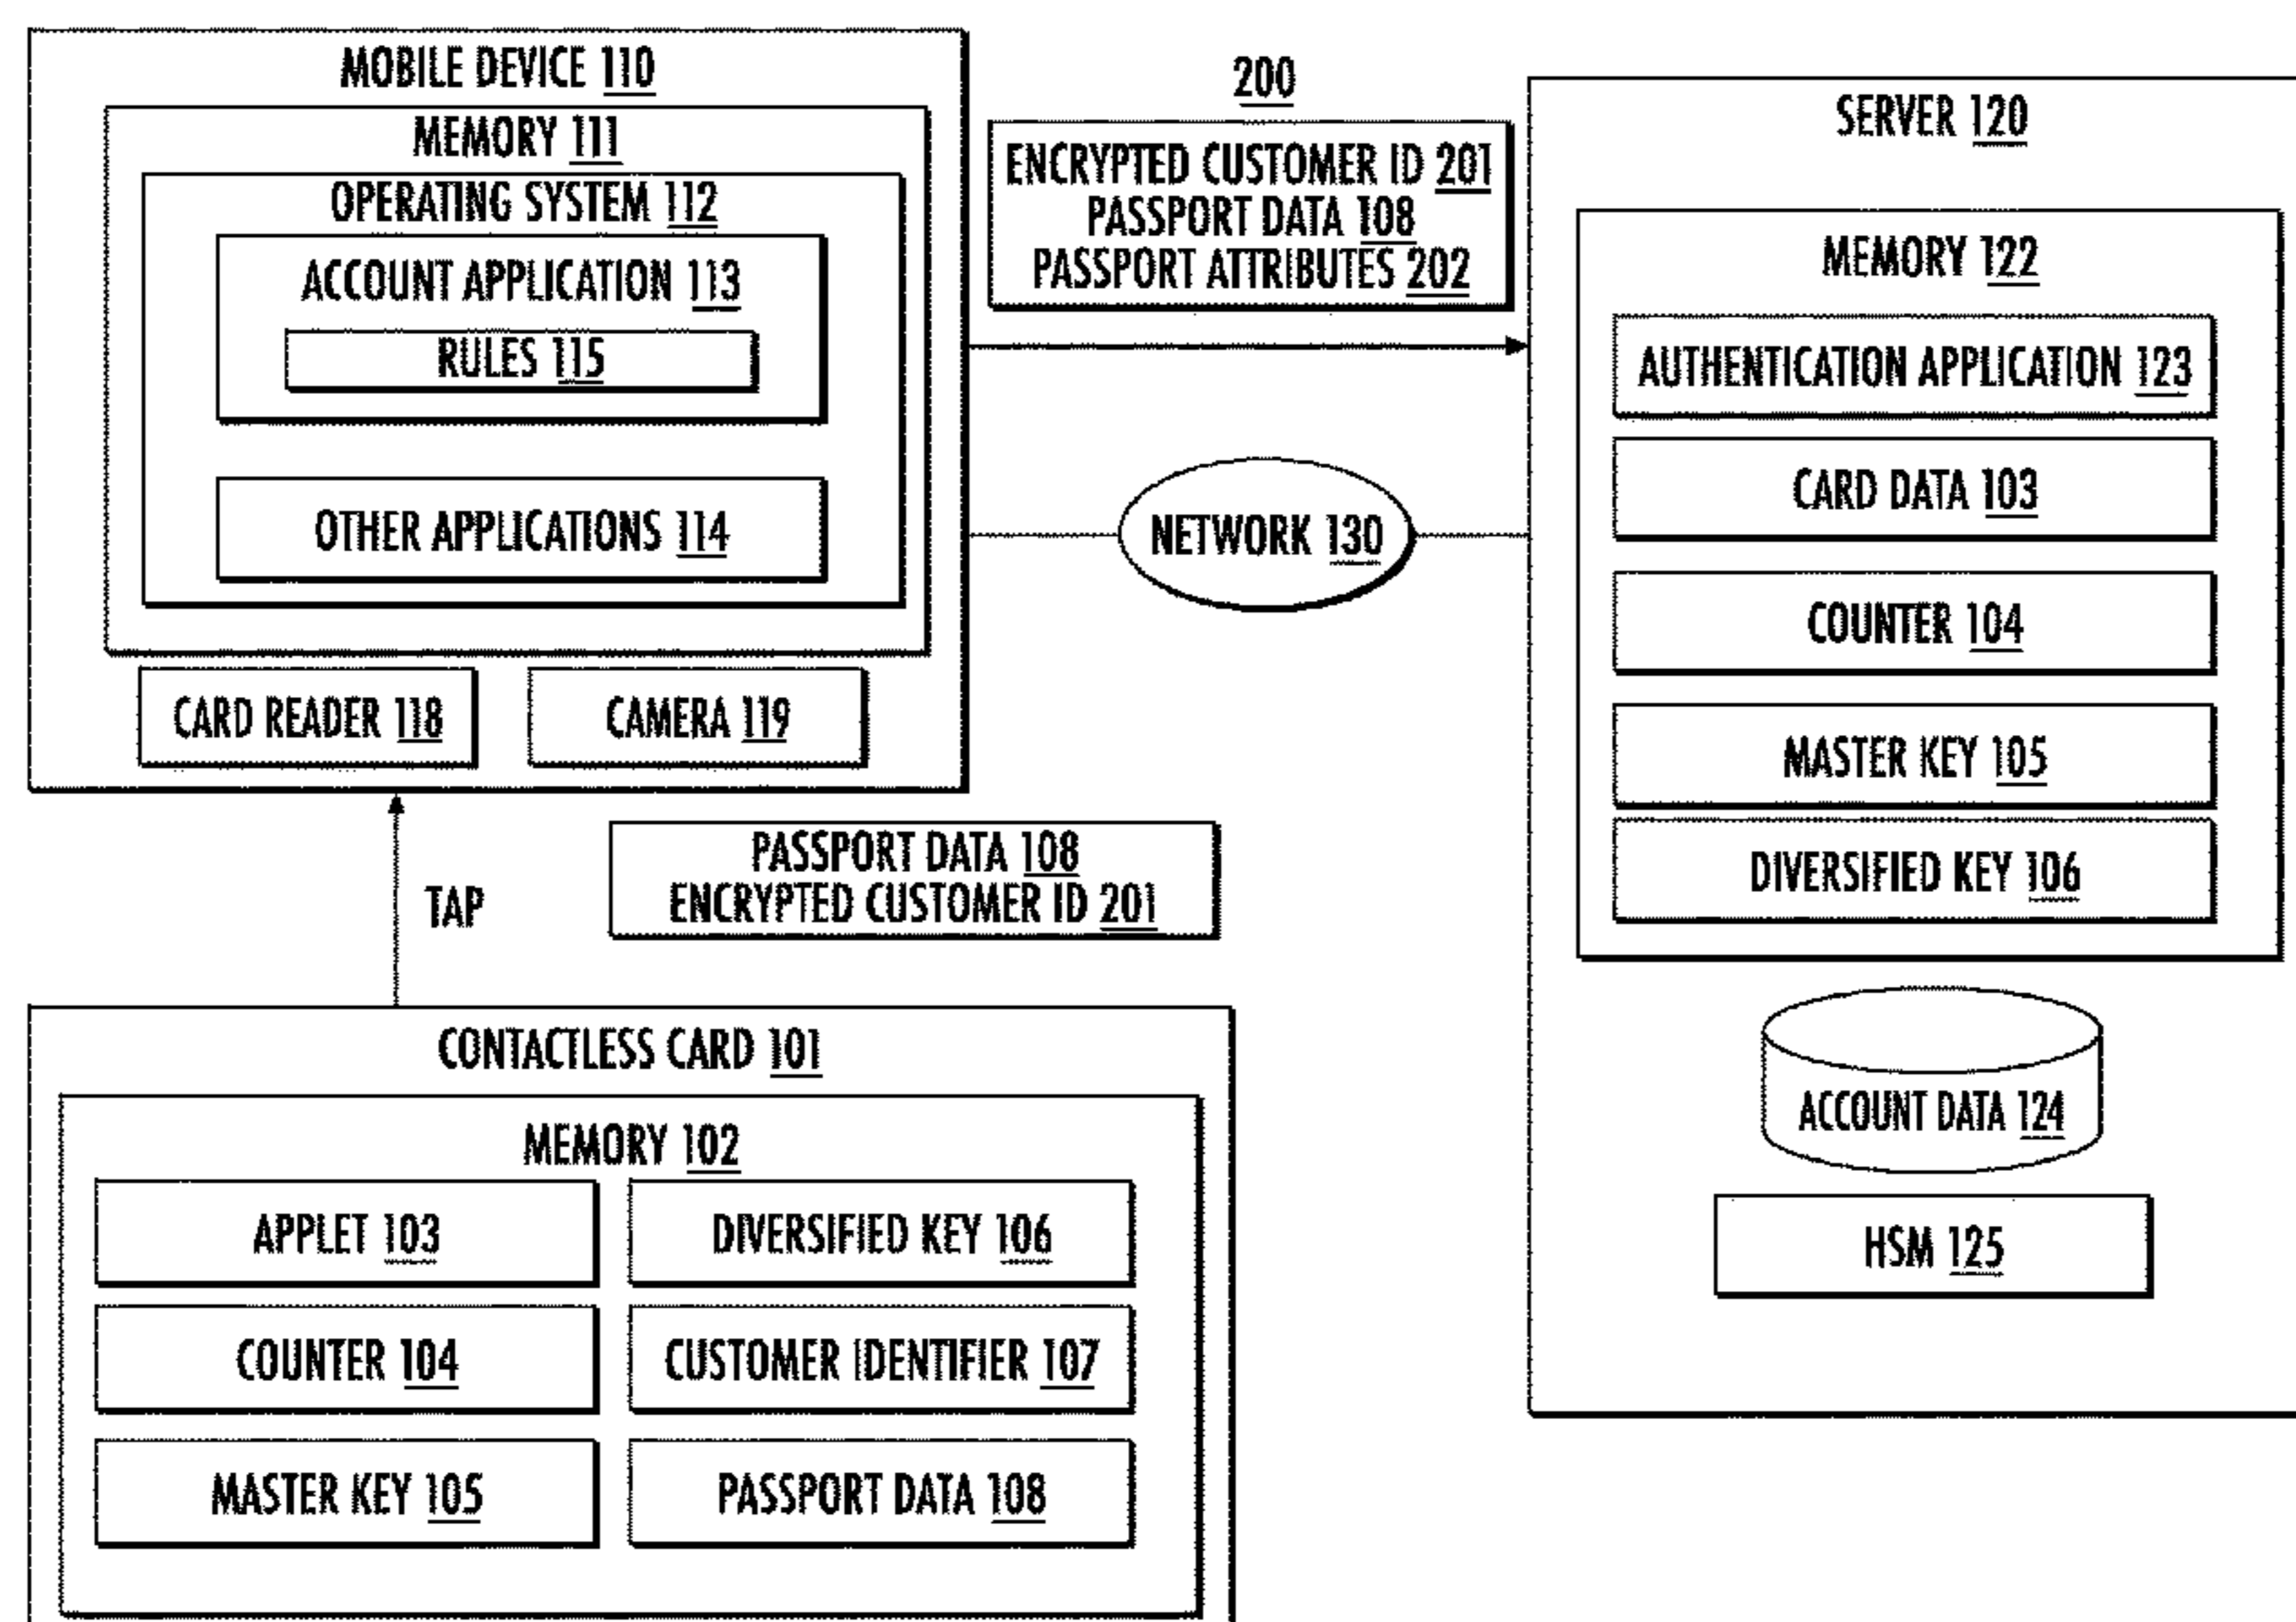 MOBILE DEVICE 110
MEMORY 111
OPERATING SYSTEM 112
ACCOUNT APPLICATION 113
RULES 115
OTHER APPLICATIONS 114
CARD READER 118
CAMERA 119
200
ENCRYPTED CUSTOMER ID 201
PASSPORT DATA 108
PASSPORT ATTRIBUTES 202
NETWORK 130
SERVER 120
MEMORY 122
AUTHENTICATION APPLICATION 123
CARD DATA 103
COUNTER 104
MASTER KEY 105
DIVERSIFIED KEY 106
ACCOUNT DATA 124
HSM 125
TAP
PASSPORT DATA 108
ENCRYPTED CUSTOMER ID 201
CONTACTLESS CARD 101
MEMORY 102
APPLET 103
DIVERSIFIED KEY 106
COUNTER 104
CUSTOMER IDENTIFIER 107
MASTER KEY 105
PASSPORT DATA 108